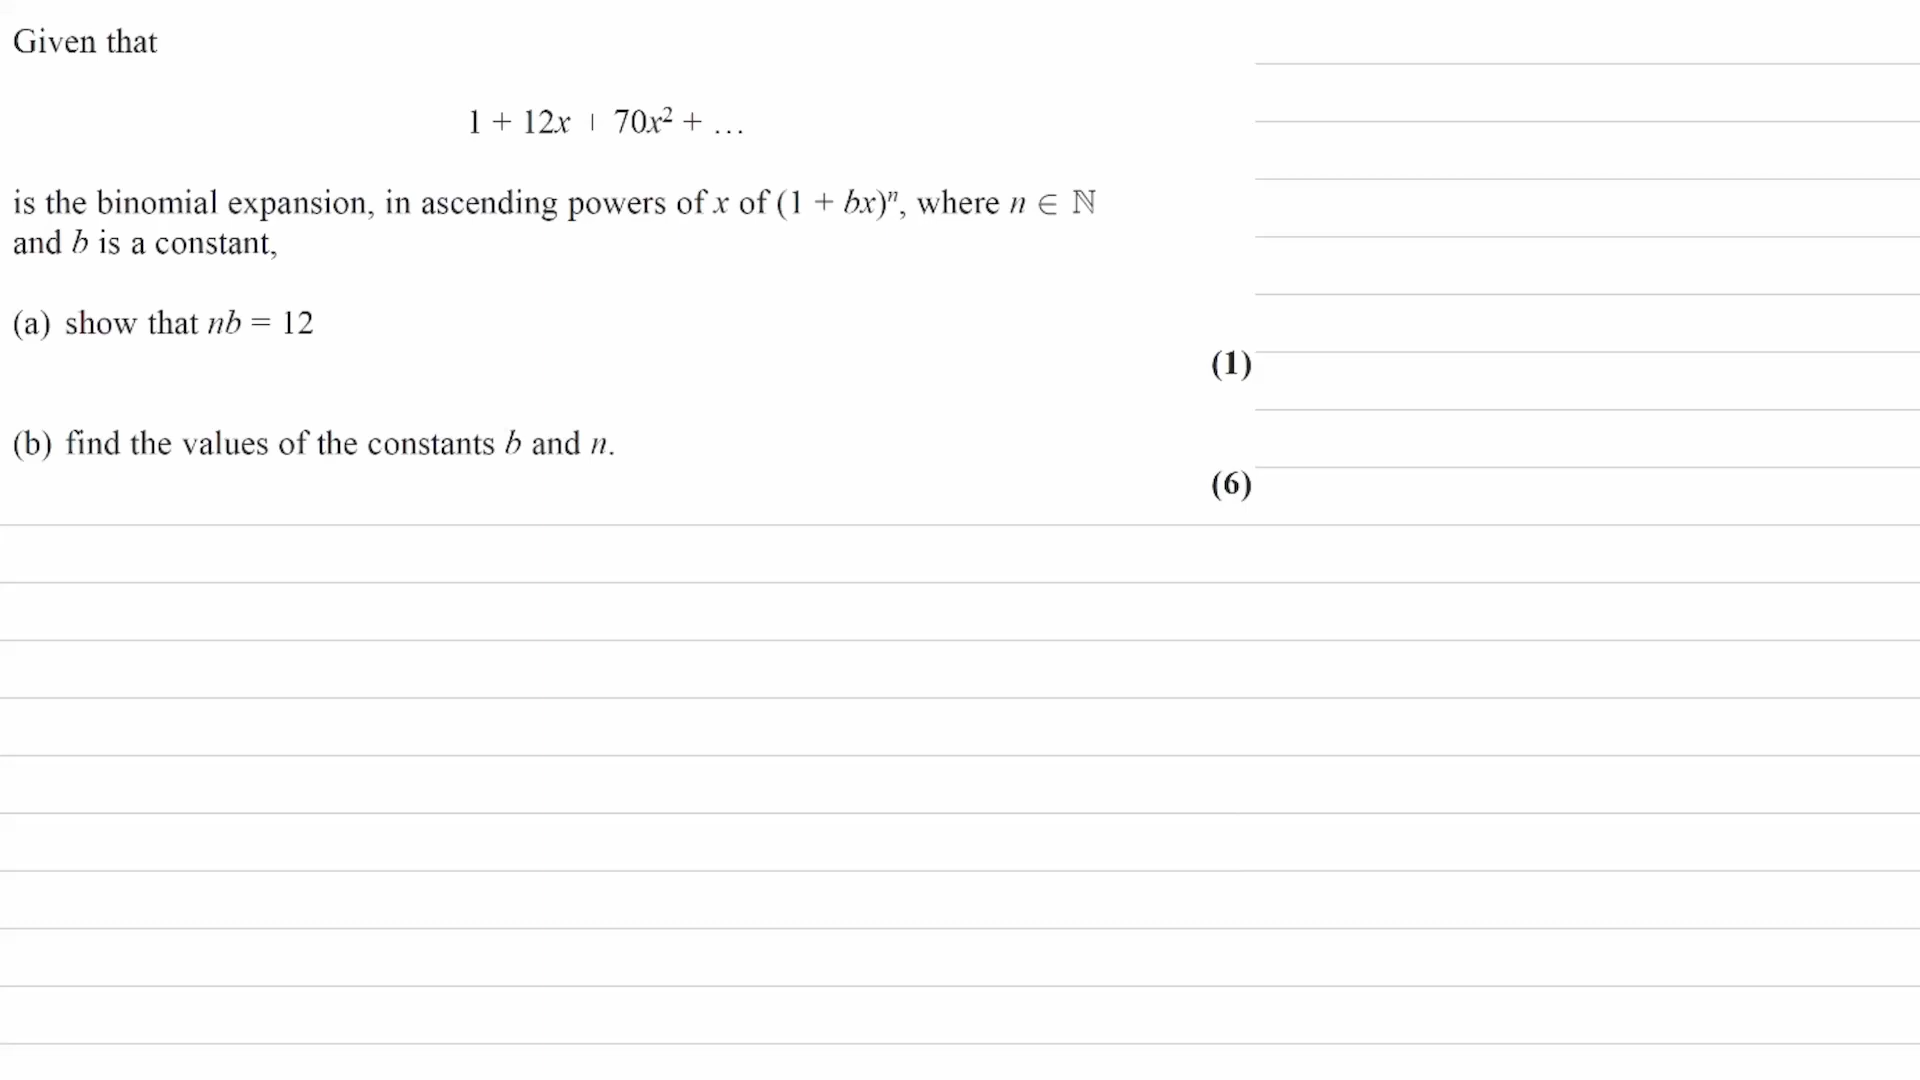 Given that
1 + 12x + 70x² + …
is the binomial expansion, in ascending powers of x of (1 + bx)ⁿ, where n ∈ ℕ
and b is a constant,
(a) show that nb = 12
(1)
(b) find the values of the constants b and n.
(6)